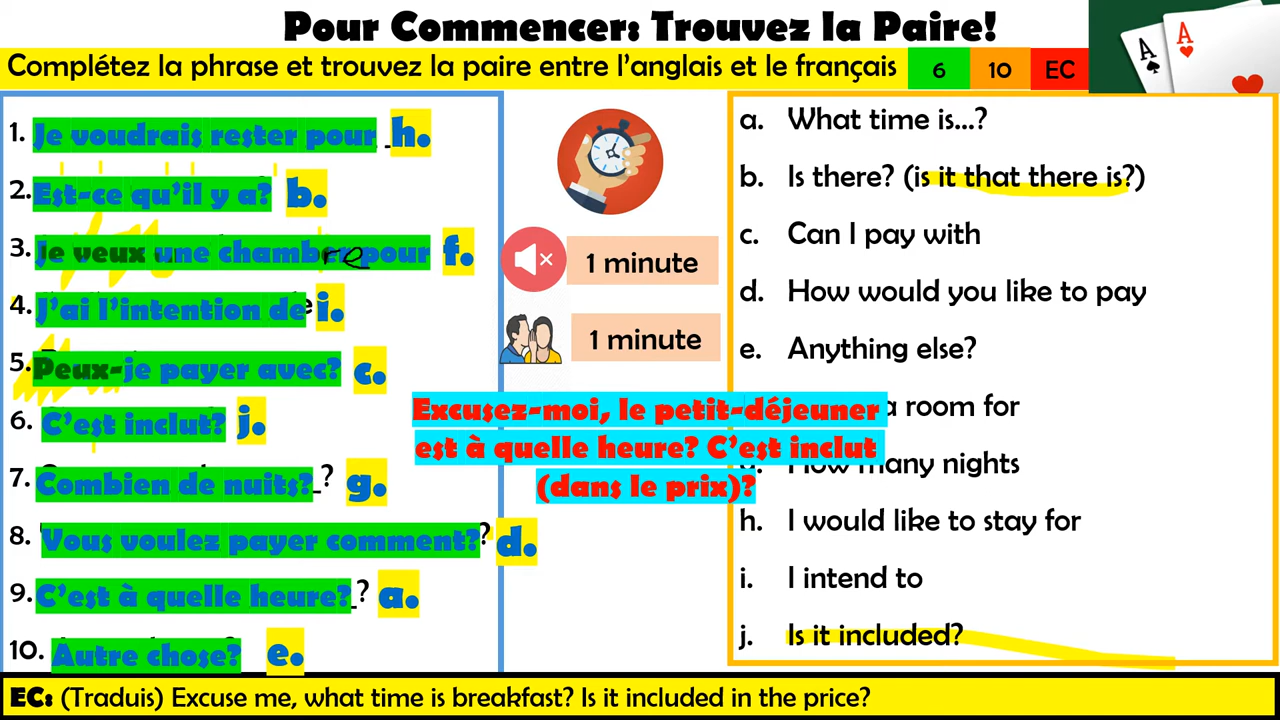 Pour Commencer: Trouvez la Paire!
Complétez la phrase et trouvez la paire entre l'anglais et le français 6 10 EC
A A
1. Je voudrais rester pour h.
2. Est-ce qu'il y a? b.
3. Je veux une chambre pour f.
4. J'ai l'intention de i.
5. Peux-je payer avec? c.
6. C'est inclut? j.
7. Combien de nuits? ? g.
8. Vous voulez payer comment? ? d.
9. C'est à quelle heure? ? a.
10. Autre chose? e.
1 minute
1 minute
Excusez-moi, le petit-déjeuner
est à quelle heure? C'est inclut
(dans le prix)?
a. What time is...?
b. Is there? (is it that there is?)
c. Can I pay with
d. How would you like to pay
e. Anything else?
a room for
How many nights
h. I would like to stay for
i. I intend to
j. Is it included?
EC: (Traduis) Excuse me, what time is breakfast? Is it included in the price?